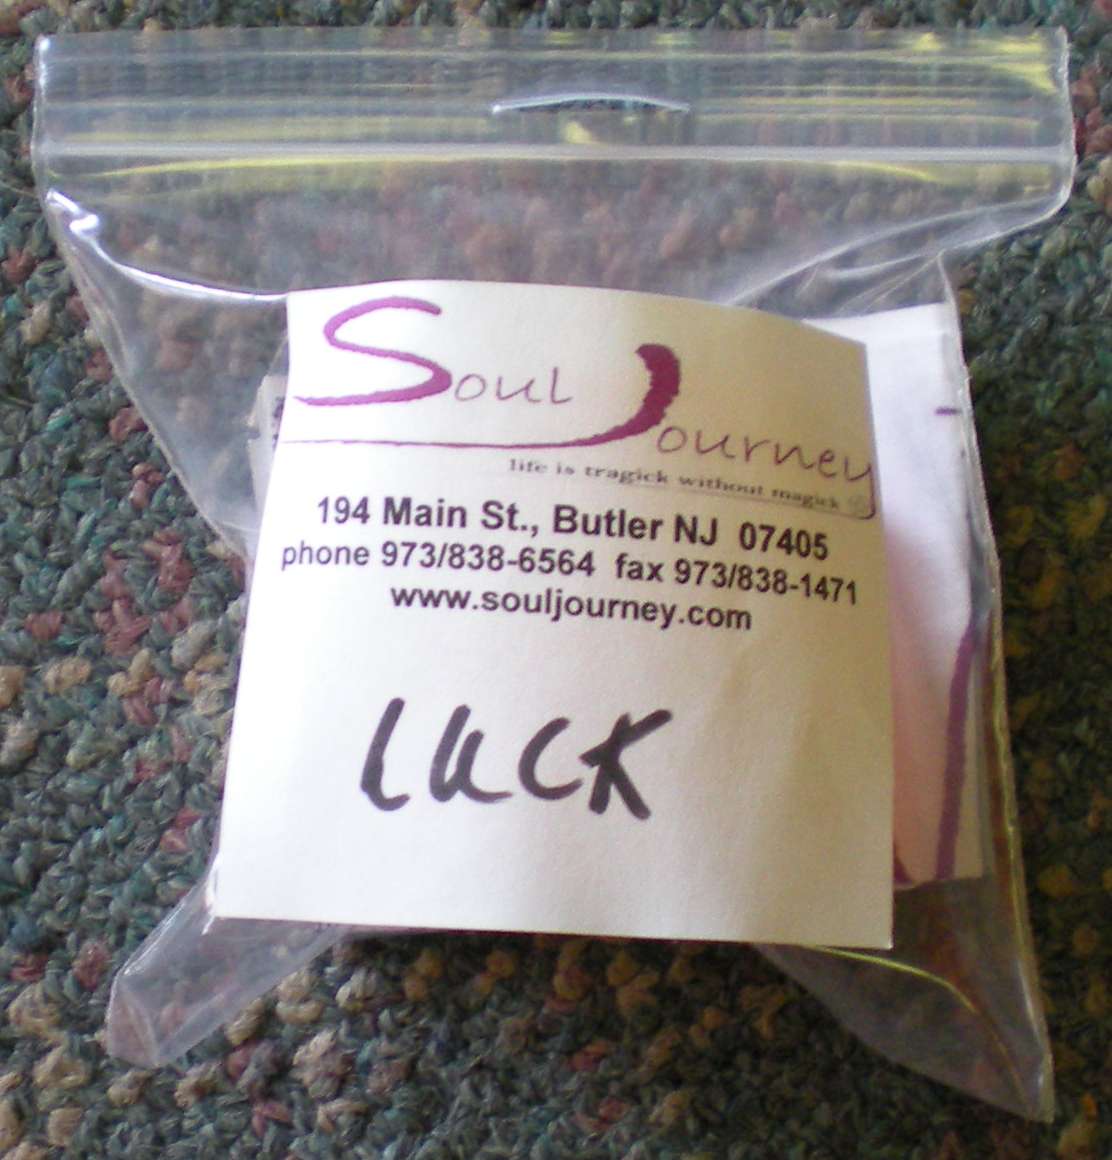 Soul Journey
life is tragick without magick
194 Main St., Butler NJ 07405
phone 973/838-6564 fax 973/838-1471
www.souljourney.com
LUCK